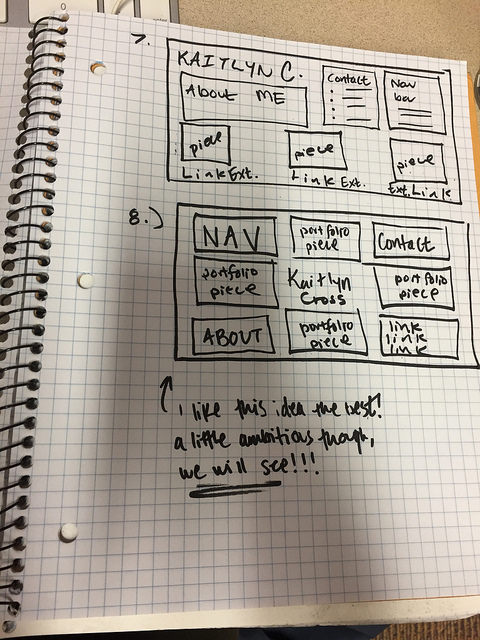 7.
KAITLYN C.
About ME
Contact
Nav
bar
piece
Link Ext.
piece
Link Ext.
piece
Ext. Link
8.)
NAV
portfolio
piece
Contact
portfolio
piece
Kaitlyn
Cross
portfolio
piece
ABOUT
portfolio
piece
link
link
link
I like this idea the best!
a little ambitious though,
we will see!!!